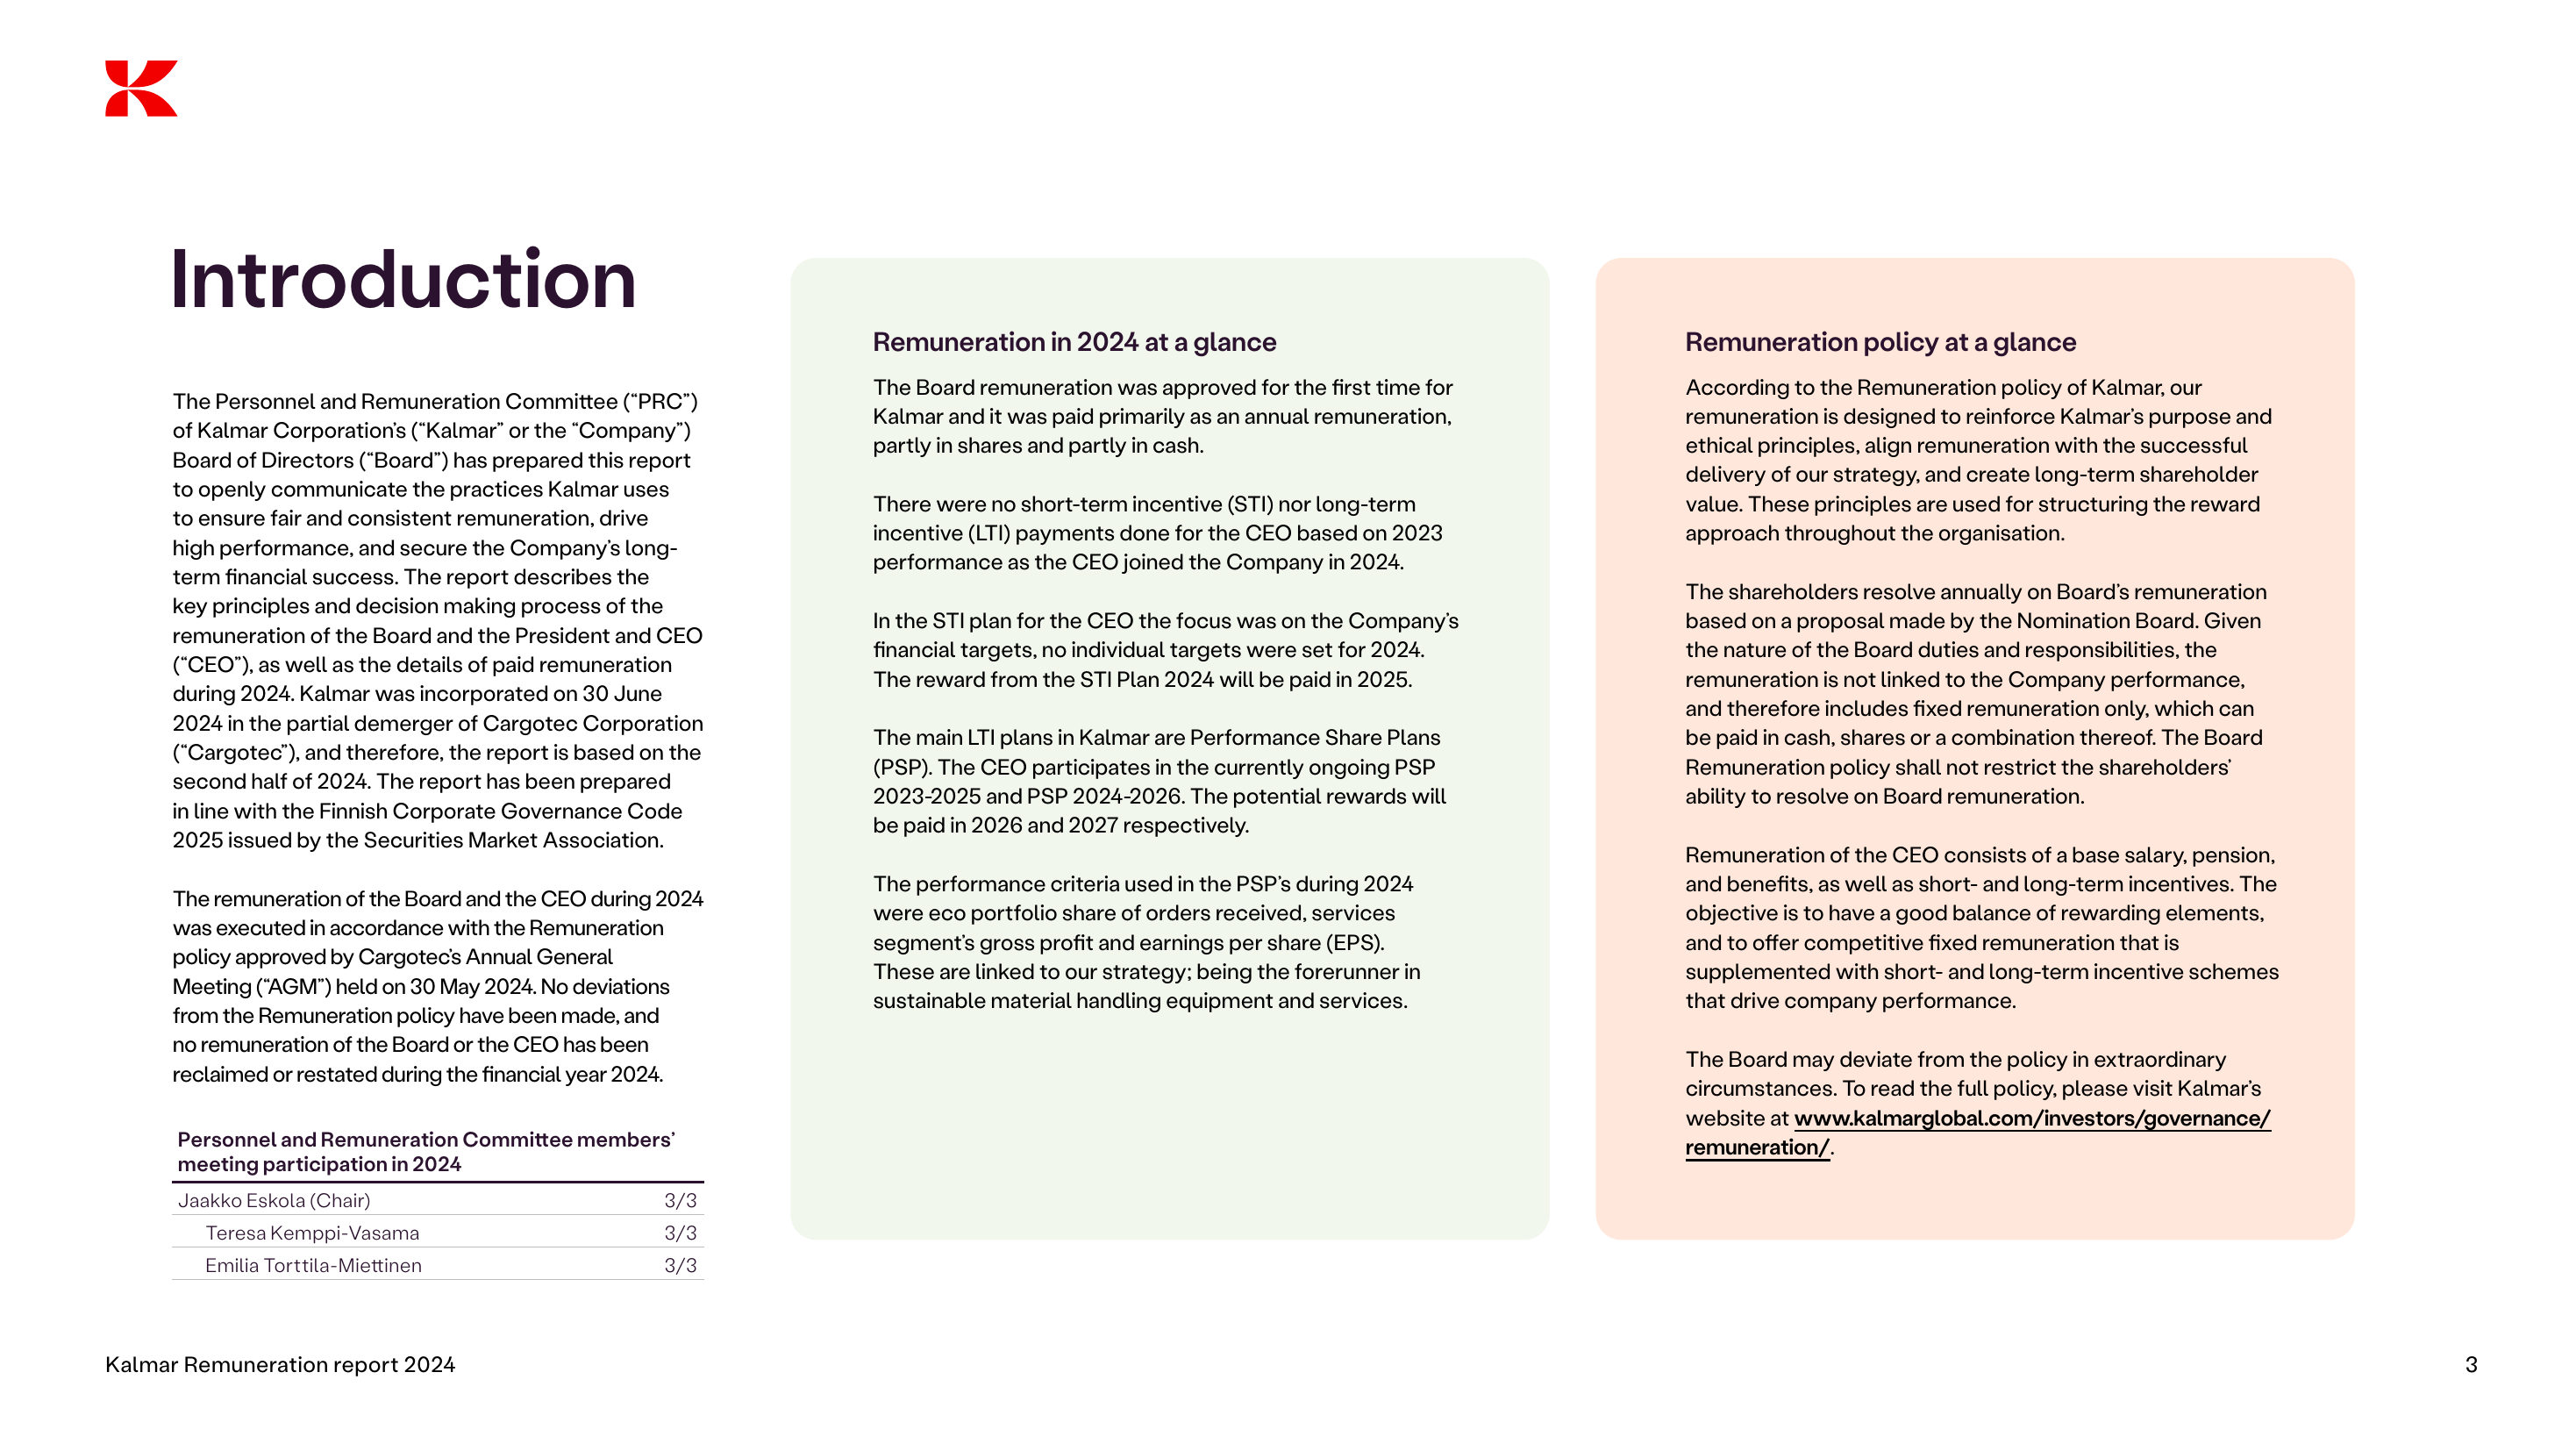 Introduction
The Personnel and Remuneration Committee (“PRC”)
of Kalmar Corporation’s (“Kalmar” or the “Company”)
Board of Directors (“Board”) has prepared this report
to openly communicate the practices Kalmar uses
to ensure fair and consistent remuneration, drive
high performance, and secure the Company’s long-
term financial success. The report describes the
key principles and decision making process of the
remuneration of the Board and the President and CEO
(“CEO”), as well as the details of paid remuneration
during 2024. Kalmar was incorporated on 30 June
2024 in the partial demerger of Cargotec Corporation
(“Cargotec”), and therefore, the report is based on the
second half of 2024. The report has been prepared
in line with the Finnish Corporate Governance Code
2025 issued by the Securities Market Association.
The remuneration of the Board and the CEO during 2024
was executed in accordance with the Remuneration
policy approved by Cargotec’s Annual General
Meeting (“AGM”) held on 30 May 2024. No deviations
from the Remuneration policy have been made, and
no remuneration of the Board or the CEO has been
reclaimed or restated during the financial year 2024.
Personnel and Remuneration Committee members’
meeting participation in 2024
Jaakko Eskola (Chair) 3/3
Teresa Kemppi-Vasama 3/3
Emilia Torttila-Miettinen 3/3
Remuneration in 2024 at a glance
The Board remuneration was approved for the first time for
Kalmar and it was paid primarily as an annual remuneration,
partly in shares and partly in cash.
There were no short-term incentive (STI) nor long-term
incentive (LTI) payments done for the CEO based on 2023
performance as the CEO joined the Company in 2024.
In the STI plan for the CEO the focus was on the Company’s
financial targets, no individual targets were set for 2024.
The reward from the STI Plan 2024 will be paid in 2025.
The main LTI plans in Kalmar are Performance Share Plans
(PSP). The CEO participates in the currently ongoing PSP
2023-2025 and PSP 2024-2026. The potential rewards will
be paid in 2026 and 2027 respectively.
The performance criteria used in the PSP’s during 2024
were eco portfolio share of orders received, services
segment’s gross profit and earnings per share (EPS).
These are linked to our strategy; being the forerunner in
sustainable material handling equipment and services.
Remuneration policy at a glance
According to the Remuneration policy of Kalmar, our
remuneration is designed to reinforce Kalmar’s purpose and
ethical principles, align remuneration with the successful
delivery of our strategy, and create long-term shareholder
value. These principles are used for structuring the reward
approach throughout the organisation.
The shareholders resolve annually on Board’s remuneration
based on a proposal made by the Nomination Board. Given
the nature of the Board duties and responsibilities, the
remuneration is not linked to the Company performance,
and therefore includes fixed remuneration only, which can
be paid in cash, shares or a combination thereof. The Board
Remuneration policy shall not restrict the shareholders’
ability to resolve on Board remuneration.
Remuneration of the CEO consists of a base salary, pension,
and benefits, as well as short- and long-term incentives. The
objective is to have a good balance of rewarding elements,
and to offer competitive fixed remuneration that is
supplemented with short- and long-term incentive schemes
that drive company performance.
The Board may deviate from the policy in extraordinary
circumstances. To read the full policy, please visit Kalmar’s
website at www.kalmarglobal.com/investors/governance/
remuneration/.
Kalmar Remuneration report 2024
3